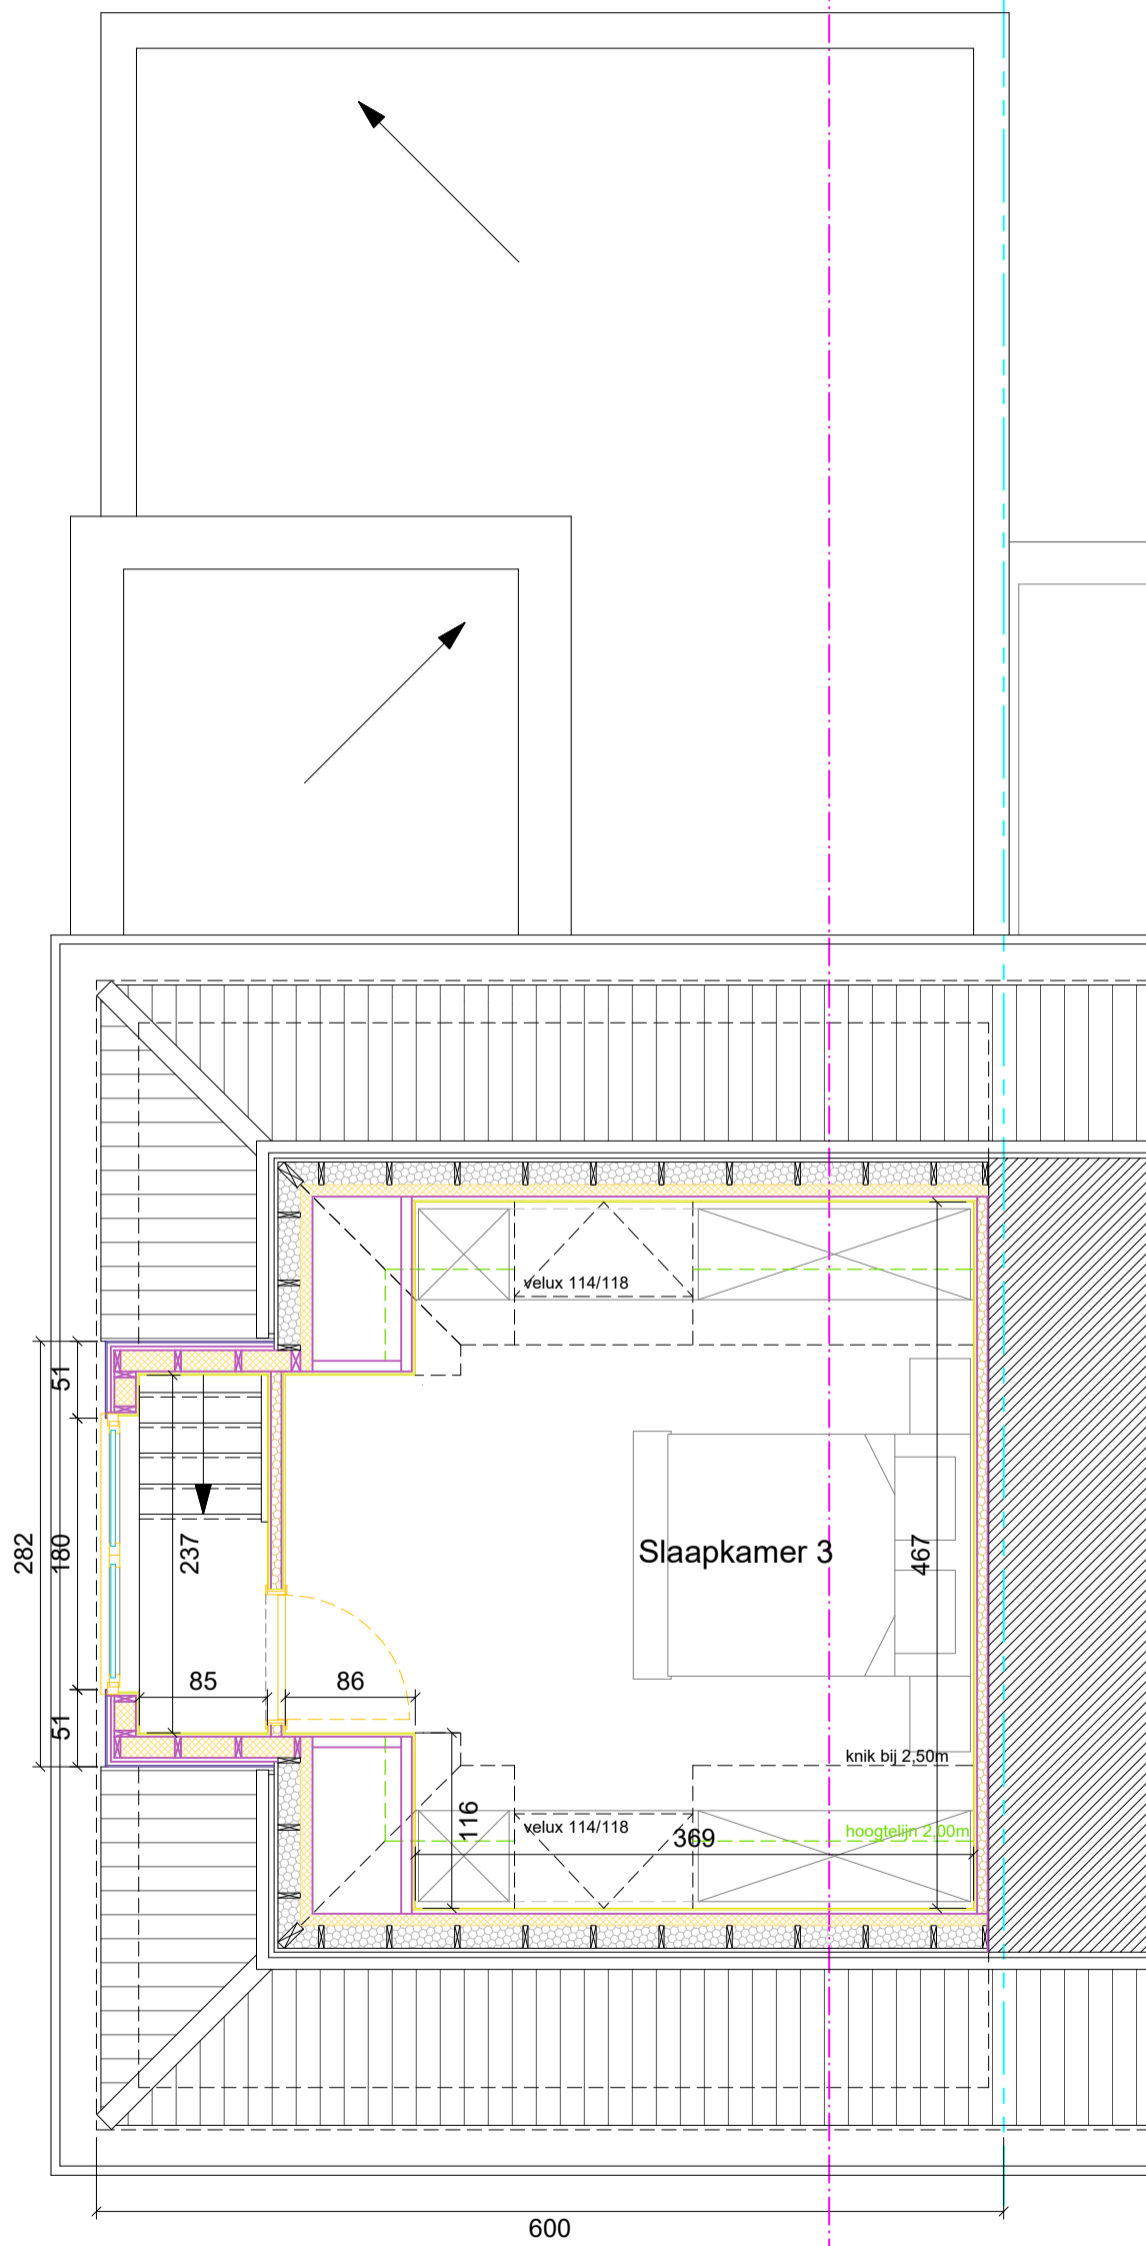 velux 114/118
51
282
180
237
Slaapkamer 3
467
85
86
51
knik bij 2,50m
116
velux 114/118
369
hoogtelijn 2,00m
600